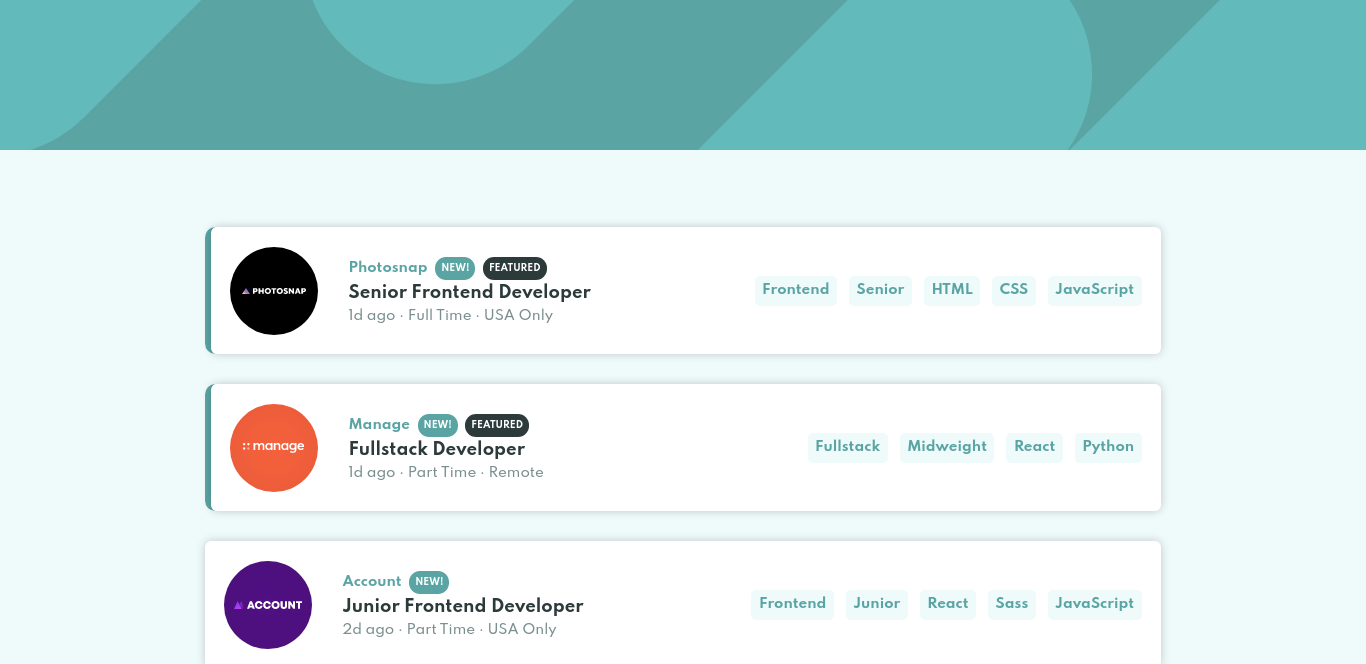 PHOTOSNAP
Photosnap NEW! FEATURED
Senior Frontend Developer
1d ago · Full Time · USA Only
Frontend Senior HTML CSS JavaScript
manage
Manage NEW! FEATURED
Fullstack Developer
1d ago · Part Time · Remote
Fullstack Midweight React Python
ACCOUNT
Account NEW!
Junior Frontend Developer
2d ago · Part Time · USA Only
Frontend Junior React Sass JavaScript